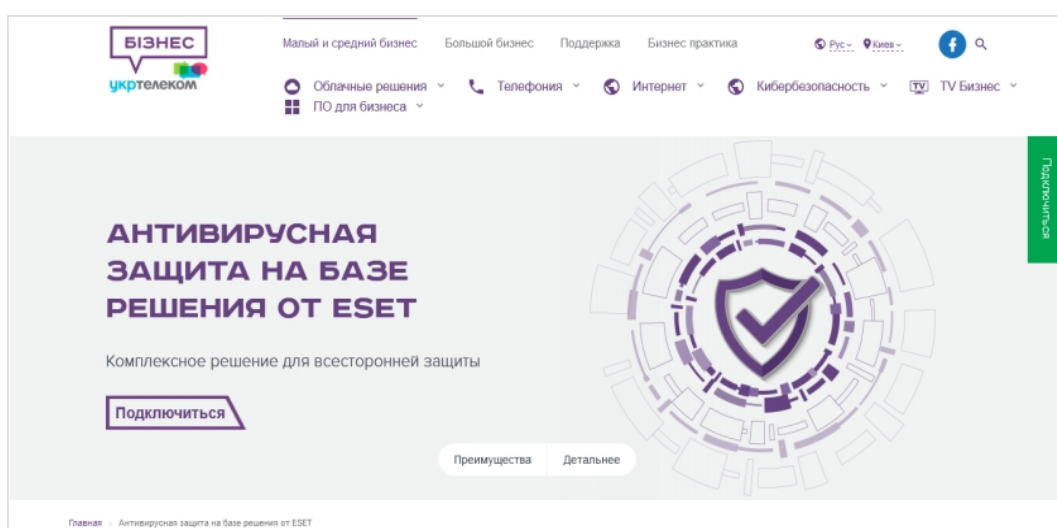 БІЗНЕС
укртелеком
Малый и средний бизнес Большой бизнес Поддержка Бизнес практика Рус Киев
Облачные решения Телефония Интернет Кибербезопасность TV TV Бизнес
ПО для бизнеса
Подключиться
АНТИВИРУСНАЯ
ЗАЩИТА НА БАЗЕ
РЕШЕНИЯ ОТ ESET
Комплексное решение для всесторонней защиты
Подключиться
Преимущества Детальнее
Главная Антивирусная защита на базе решения от ESET